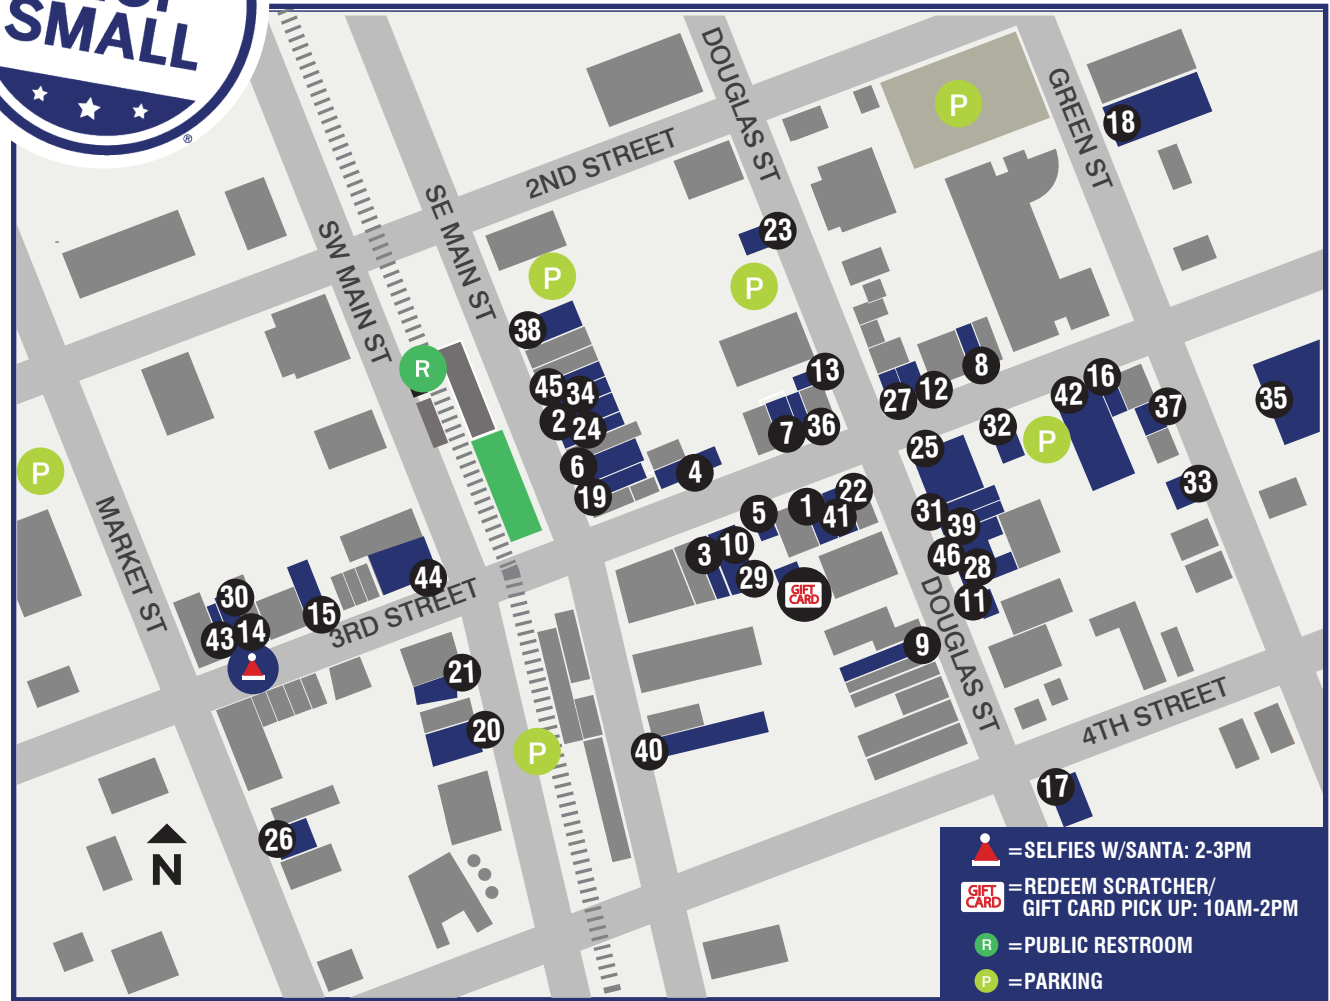 SMALL
®
DOUGLAS ST
GREEN ST
P
18
2ND STREET
SE MAIN ST
SW MAIN ST
23
P
P
38
R
13
8
12
27
45
34
2
24
7
36
42
16
37
35
32
P
25
6
19
4
P
33
MARKET ST
22
1
41
5
31
39
10
3
29
46
28
GIFT
CARD
11
44
30
15
43
14
3RD STREET
DOUGLAS ST
9
21
20
P
40
4TH STREET
17
26
N
=SELFIES W/SANTA: 2-3PM
GIFT
CARD
=REDEEM SCRATCHER/
GIFT CARD PICK UP: 10AM-2PM
R =PUBLIC RESTROOM
P =PARKING